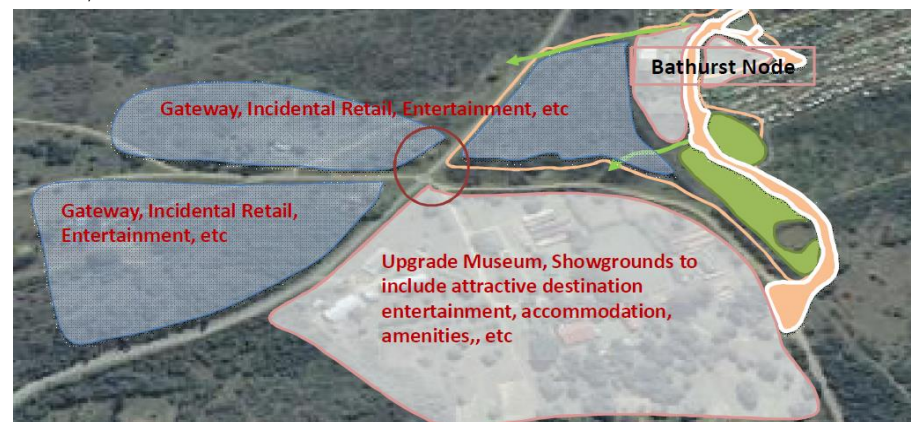 Bathurst Node
Gateway, Incidental Retail, Entertainment, etc
Gateway, Incidental Retail,
Entertainment, etc
Upgrade Museum, Showgrounds to
include attractive destination
entertainment, accommodation,
amenities,, etc